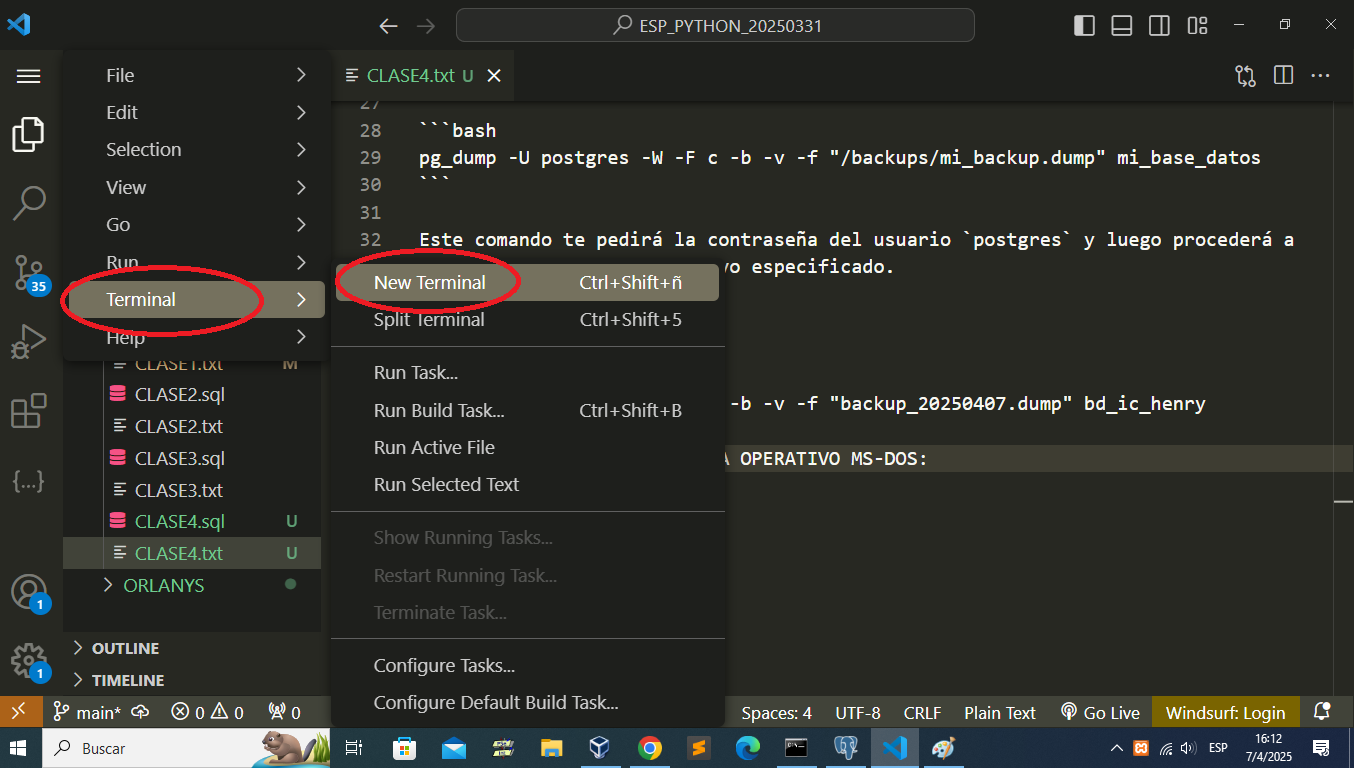 ESP_PYTHON_20250331
File
Edit
Selection
View
Go
Run
Terminal
Help
CLASE1.txt M
CLASE2.sql
CLASE2.txt
CLASE3.sql
CLASE3.txt
CLASE4.sql U
CLASE4.txt U
ORLANYS
OUTLINE
TIMELINE
35
1
1
{...}
CLASE4.txt U
27
28 ```bash
29 pg_dump -U postgres -W -F c -b -v -f "/backups/mi_backup.dump" mi_base_datos
30 ```
31
32 Este comando te pedirá la contraseña del usuario `postgres` y luego procederá a
vo especificado.
-b -v -f "backup_20250407.dump" bd_ic_henry
A OPERATIVO MS-DOS:
New Terminal Ctrl+Shift+ñ
Split Terminal Ctrl+Shift+5
Run Task...
Run Build Task... Ctrl+Shift+B
Run Active File
Run Selected Text
Show Running Tasks...
Restart Running Task...
Terminate Task...
Configure Tasks...
Configure Default Build Task...
main* 0 0 0 Spaces: 4 UTF-8 CRLF Plain Text Go Live Windsurf: Login
Buscar
ESP
16:12
7/4/2025